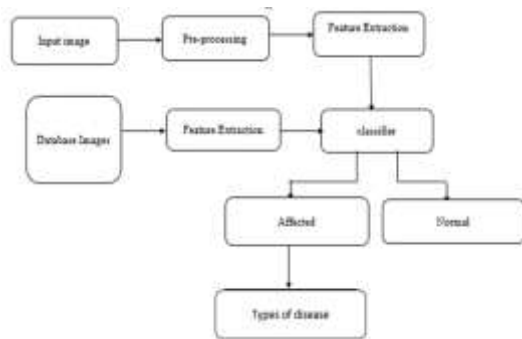 Input image
Pre-processing
Feature Extraction
Database Images
Feature Extraction
classifier
Affected
Normal
Types of disease